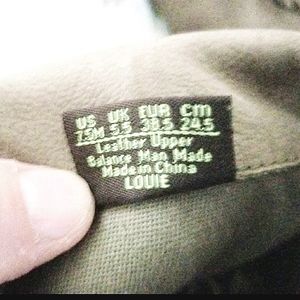 US UK EUR cm
7.5M 5.5 38.5 24.5
Leather Upper
Balance Man Made
Made in China
LOUIE